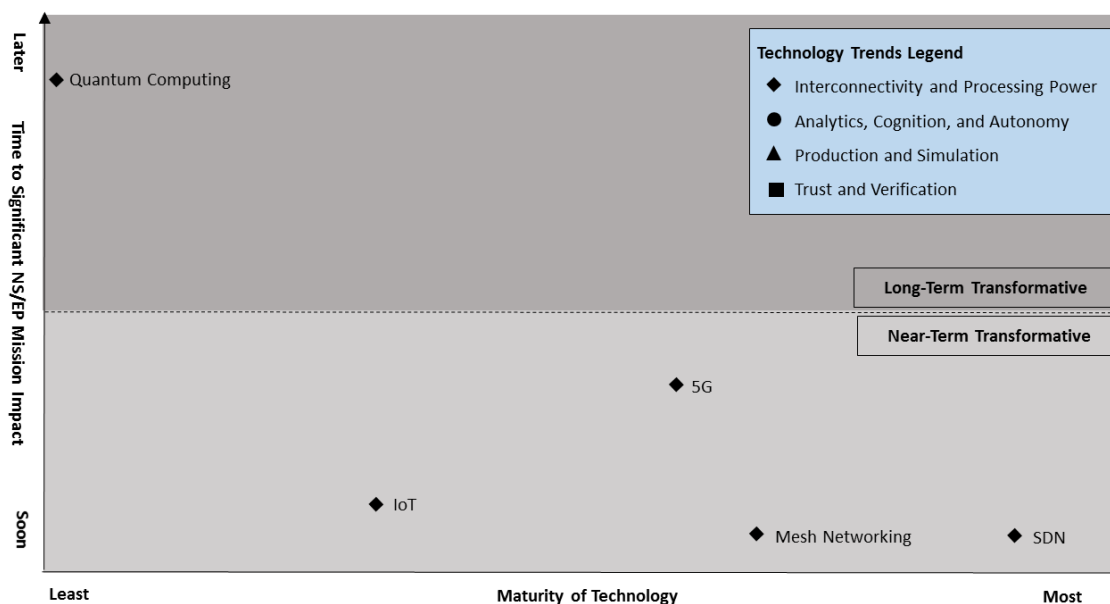 Later
Time to Significant NS/EP Mission Impact
Soon
Quantum Computing
Technology Trends Legend
Interconnectivity and Processing Power
Analytics, Cognition, and Autonomy
Production and Simulation
Trust and Verification
Long-Term Transformative
Near-Term Transformative
5G
IoT
Mesh Networking
SDN
Least
Maturity of Technology
Most